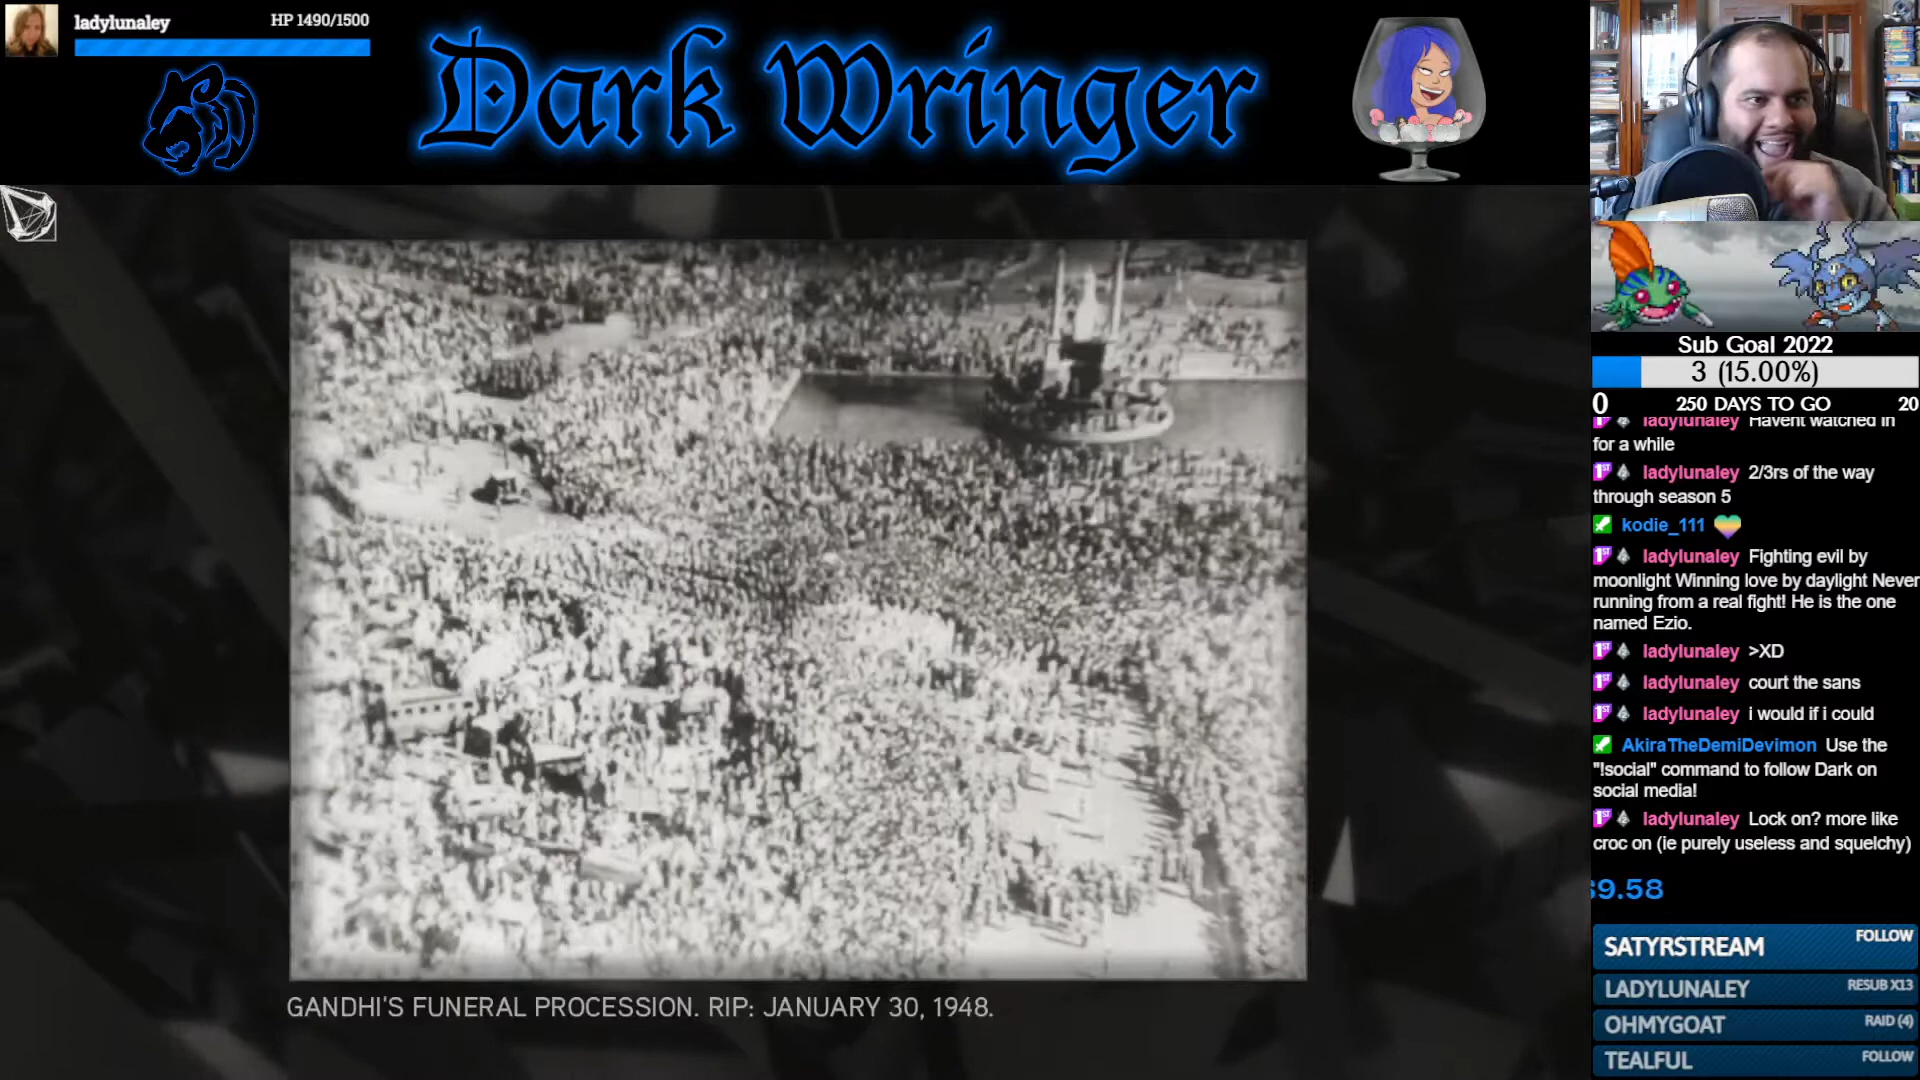 ladylunaley HP 1490/1500
Dark Wringer
GANDHI'S FUNERAL PROCESSION. RIP: JANUARY 30, 1948.
Sub Goal 2022
3 (15.00%)
0 250 DAYS TO GO 20
ladylunaley Havent watched in
for a while
ladylunaley 2/3rs of the way
through season 5
kodie_111
ladylunaley Fighting evil by
moonlight Winning love by daylight Never
running from a real fight! He is the one
named Ezio.
ladylunaley >XD
ladylunaley court the sans
ladylunaley i would if i could
AkiraTheDemiDevimon Use the
"!social" command to follow Dark on
social media!
ladylunaley Lock on? more like
croc on (ie purely useless and squelchy)
9.58
SATYRSTREAM FOLLOW
LADYLUNALEY RESUB X13
OHMYGOAT RAID (4)
TEALFUL FOLLOW